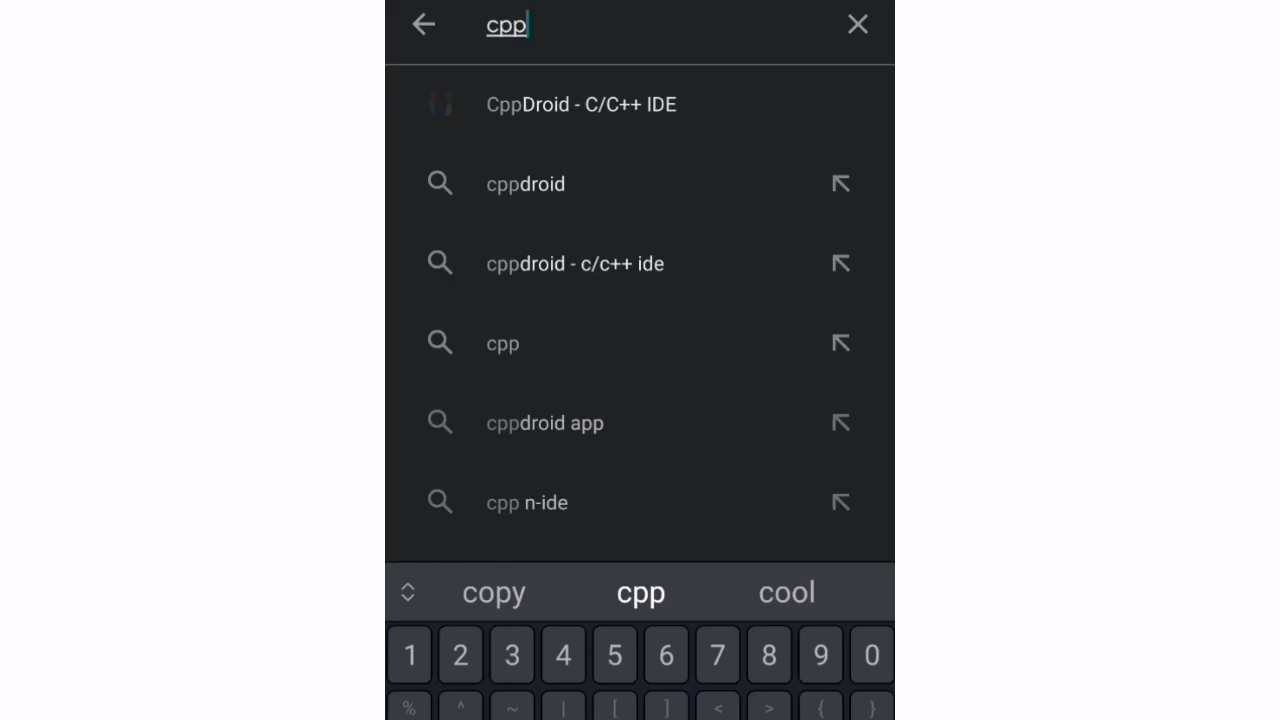 cpp
CppDroid - C/C++ IDE
cppdroid
cppdroid - c/c++ ide
cpp
cppdroid app
cpp n-ide
copy cpp cool
1 2 3 4 5 6 7 8 9 0
% ^ ~ | [ ] < > { }